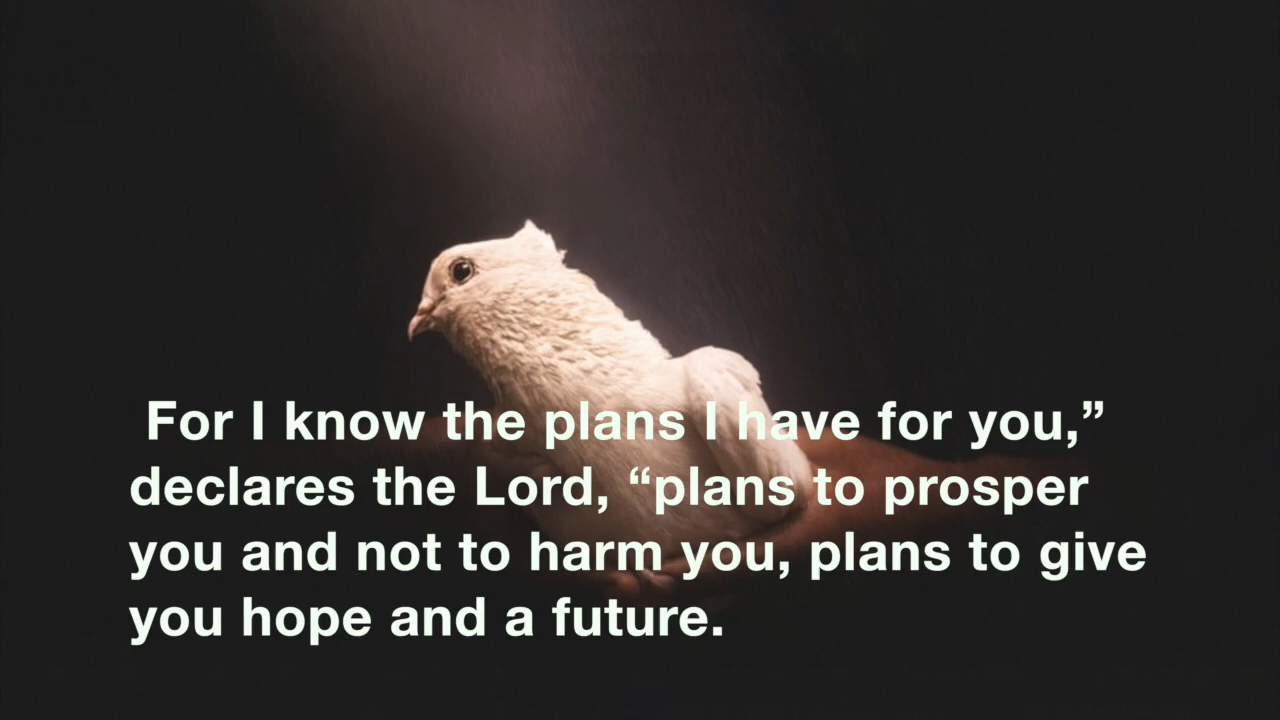 For I know the plans I have for you,”
declares the Lord, “plans to prosper
you and not to harm you, plans to give
you hope and a future.